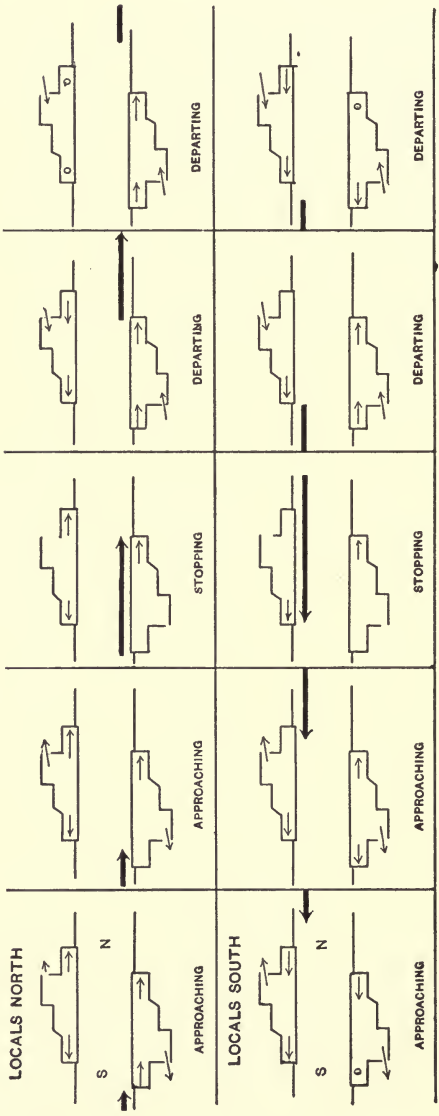 LOCALS NORTH
S N
APPROACHING
APPROACHING
STOPPING
DEPARTING
DEPARTING
LOCALS SOUTH
S N
APPROACHING
APPROACHING
STOPPING
DEPARTING
DEPARTING